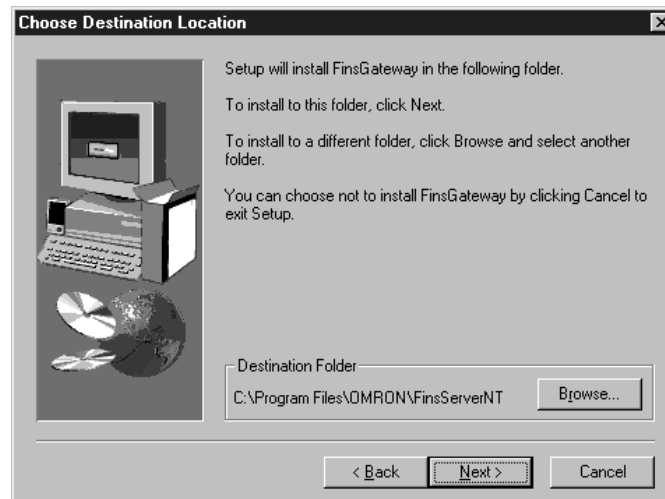 Choose Destination Location
Setup will install FinsGateway in the following folder.
To install to this folder, click Next.
To install to a different folder, click Browse and select another
folder.
You can choose not to install FinsGateway by clicking Cancel to
exit Setup.
Destination Folder
C:\Program Files\OMRON\FinsServerNT
Browse...
< Back
Next >
Cancel